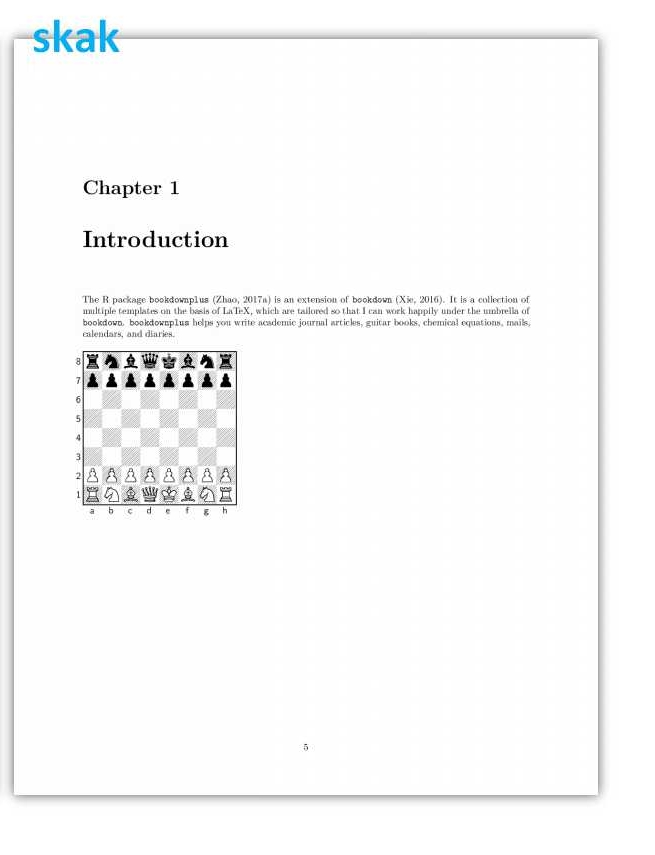 skak
Chapter 1
Introduction
The R package bookdownplus (Zhao, 2017a) is an extension of bookdown (Xie, 2016). It is a collection of
multiple templates on the basis of LaTeX, which are tailored so that I can work happily under the umbrella of
bookdown. bookdownplus helps you write academic journal articles, guitar books, chemical equations, mails,
calendars, and diaries.
8
7
6
5
4
3
2
1
a b c d e f g h
5